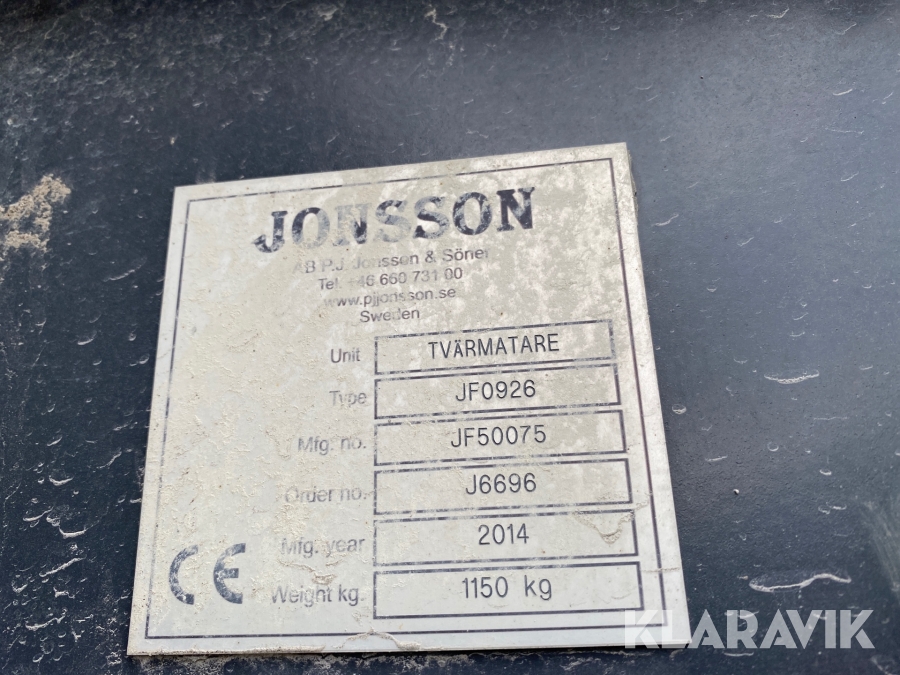 JONSSON
AB P.J. Jonsson & Söner
Tel. +46 660 731 00
www.pjjonsson.se
Sweden
Unit TVÄRMATARE
Type JF0926
Mfg. no. JF50075
Order no. J6696
Mfg. year 2014
Weight kg. 1150 kg
CE
KLARAVIK